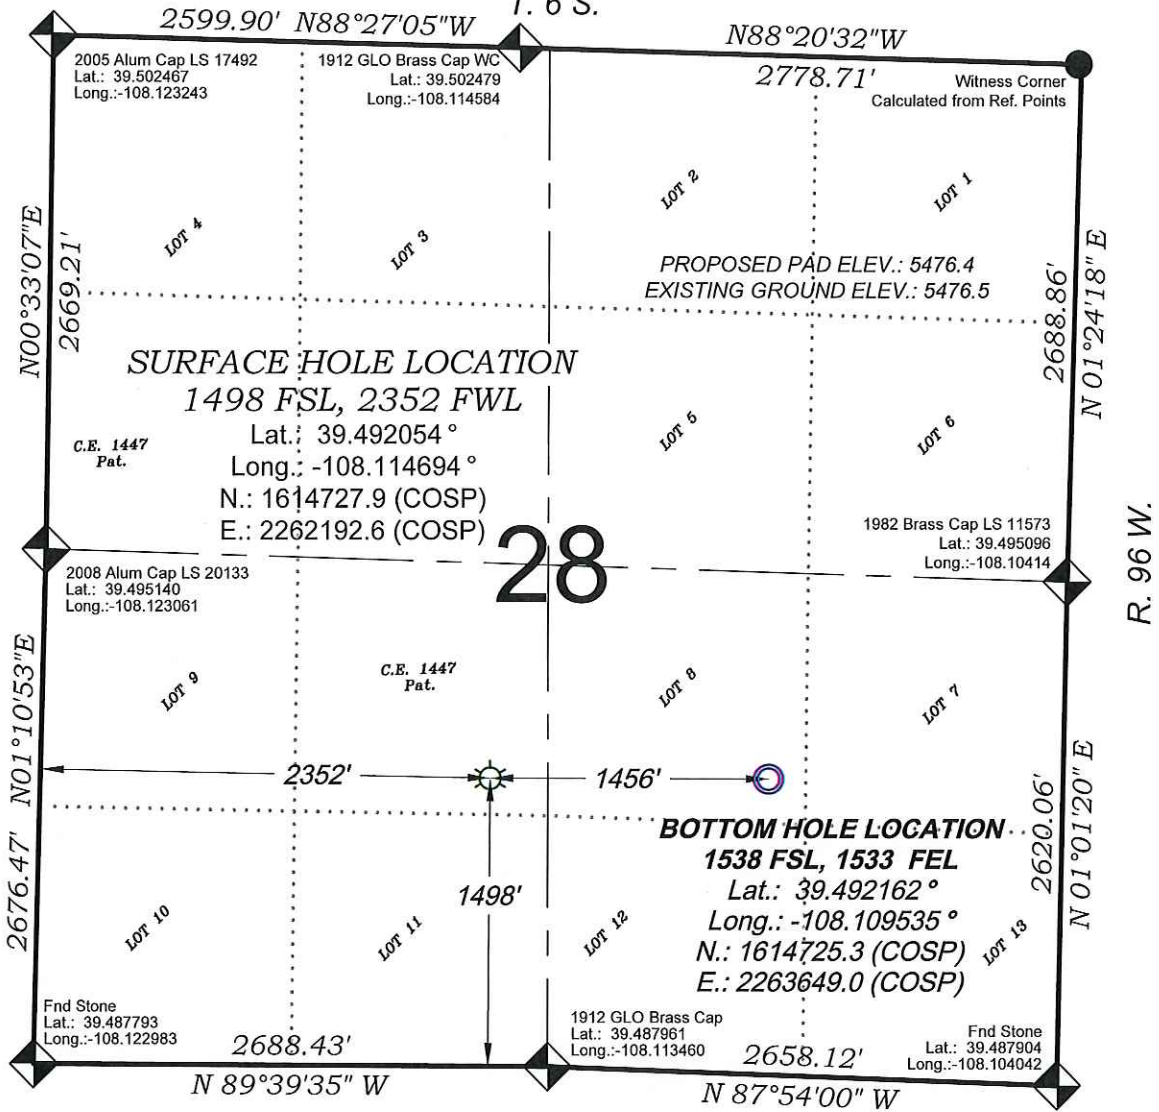 T. 6 S.
2599.90' N88°27'05"W
N88°20'32"W
2778.71'
2005 Alum Cap LS 17492
Lat.: 39.502467
Long.:-108.123243
1912 GLO Brass Cap WC
Lat.: 39.502479
Long.:-108.114584
Witness Corner
Calculated from Ref. Points
LOT 4
LOT 3
LOT 2
LOT 1
N00°33'07"E
2669.21'
PROPOSED PAD ELEV.: 5476.4
EXISTING GROUND ELEV.: 5476.5
2688.86'
N 01°24'18" E
SURFACE HOLE LOCATION
1498 FSL, 2352 FWL
Lat.: 39.492054°
Long.: -108.114694°
N.: 1614727.9 (COSP)
E.: 2262192.6 (COSP)
C.E. 1447
Pat.
LOT 5
LOT 6
28
1982 Brass Cap LS 11573
Lat.: 39.495096
Long.:-108.10414
R. 96 W.
2008 Alum Cap LS 20133
Lat.: 39.495140
Long.:-108.123061
LOT 9
C.E. 1447
Pat.
LOT 8
LOT 7
2676.47' N01°10'53"E
2352'
1456'
1498'
BOTTOM HOLE LOCATION
1538 FSL, 1533 FEL
Lat.: 39.492162°
Long.: -108.109535°
N.: 1614725.3 (COSP)
E.: 2263649.0 (COSP)
2620.06'
N 01°01'20" E
LOT 10
LOT 11
LOT 12
LOT 13
Fnd Stone
Lat.: 39.487793
Long.:-108.122983
1912 GLO Brass Cap
Lat.: 39.487961
Long.:-108.113460
Fnd Stone
Lat.: 39.487904
Long.:-108.104042
2688.43'
N 89°39'35" W
2658.12'
N 87°54'00" W